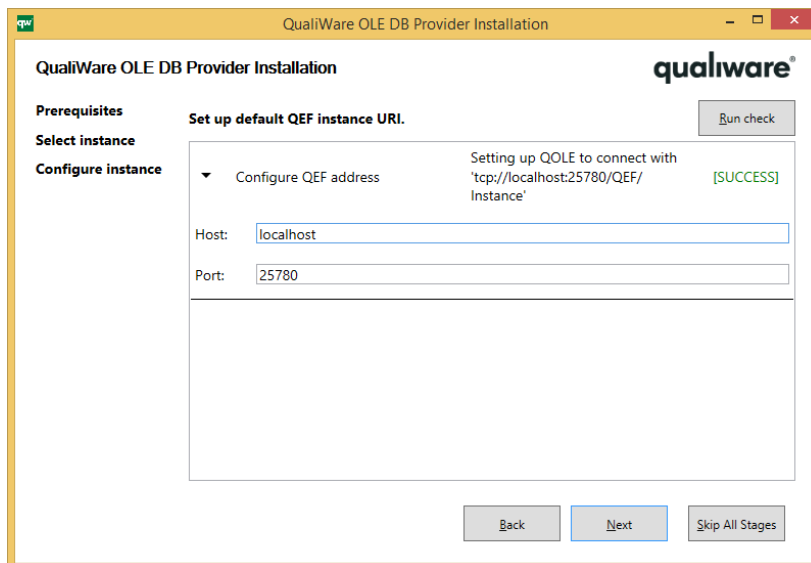 qw
QualiWare OLE DB Provider Installation
QualiWare OLE DB Provider Installation
qualiware®
Prerequisites
Select instance
Configure instance
Set up default QEF instance URI.
Run check
Configure QEF address
Setting up QOLE to connect with
'tcp://localhost:25780/QEF/
Instance'
[SUCCESS]
Host:
localhost
Port:
25780
Back
Next
Skip All Stages